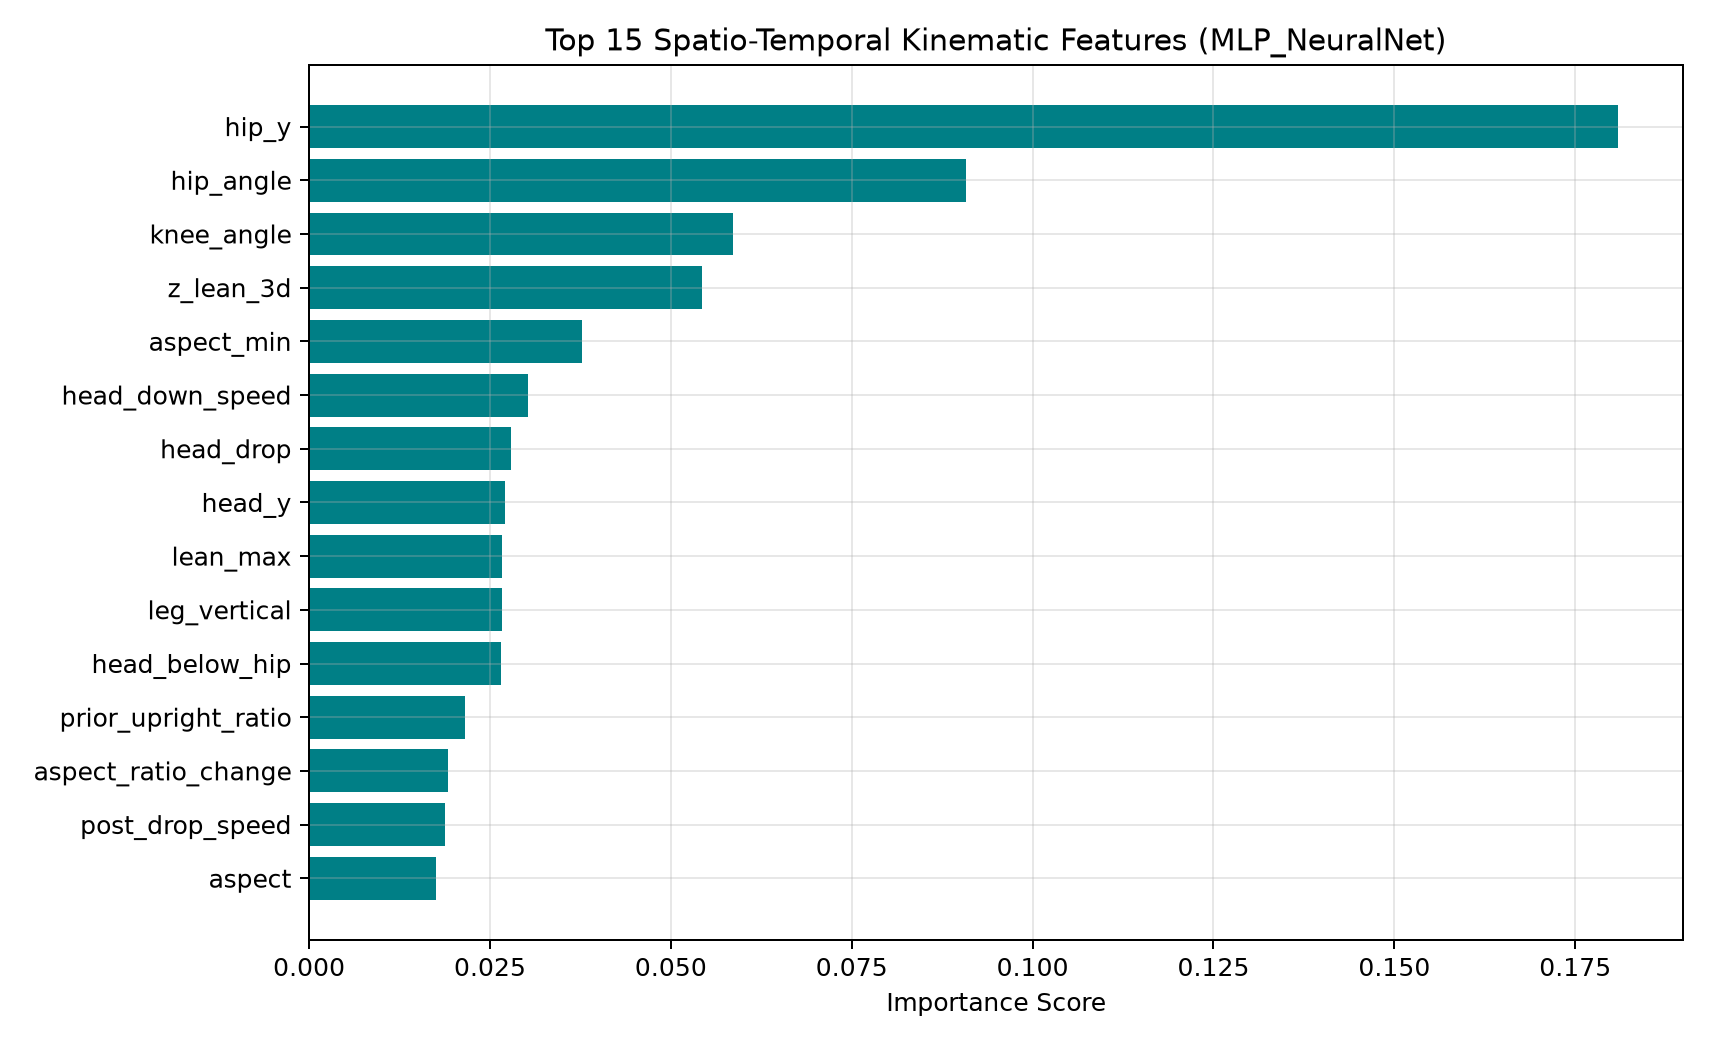 Top 15 Spatio-Temporal Kinematic Features (MLP_NeuralNet)
hip_y
hip_angle
knee_angle
z_lean_3d
aspect_min
head_down_speed
head_drop
head_y
lean_max
leg_vertical
head_below_hip
prior_upright_ratio
aspect_ratio_change
post_drop_speed
aspect
0.000 0.025 0.050 0.075 0.100 0.125 0.150 0.175
Importance Score